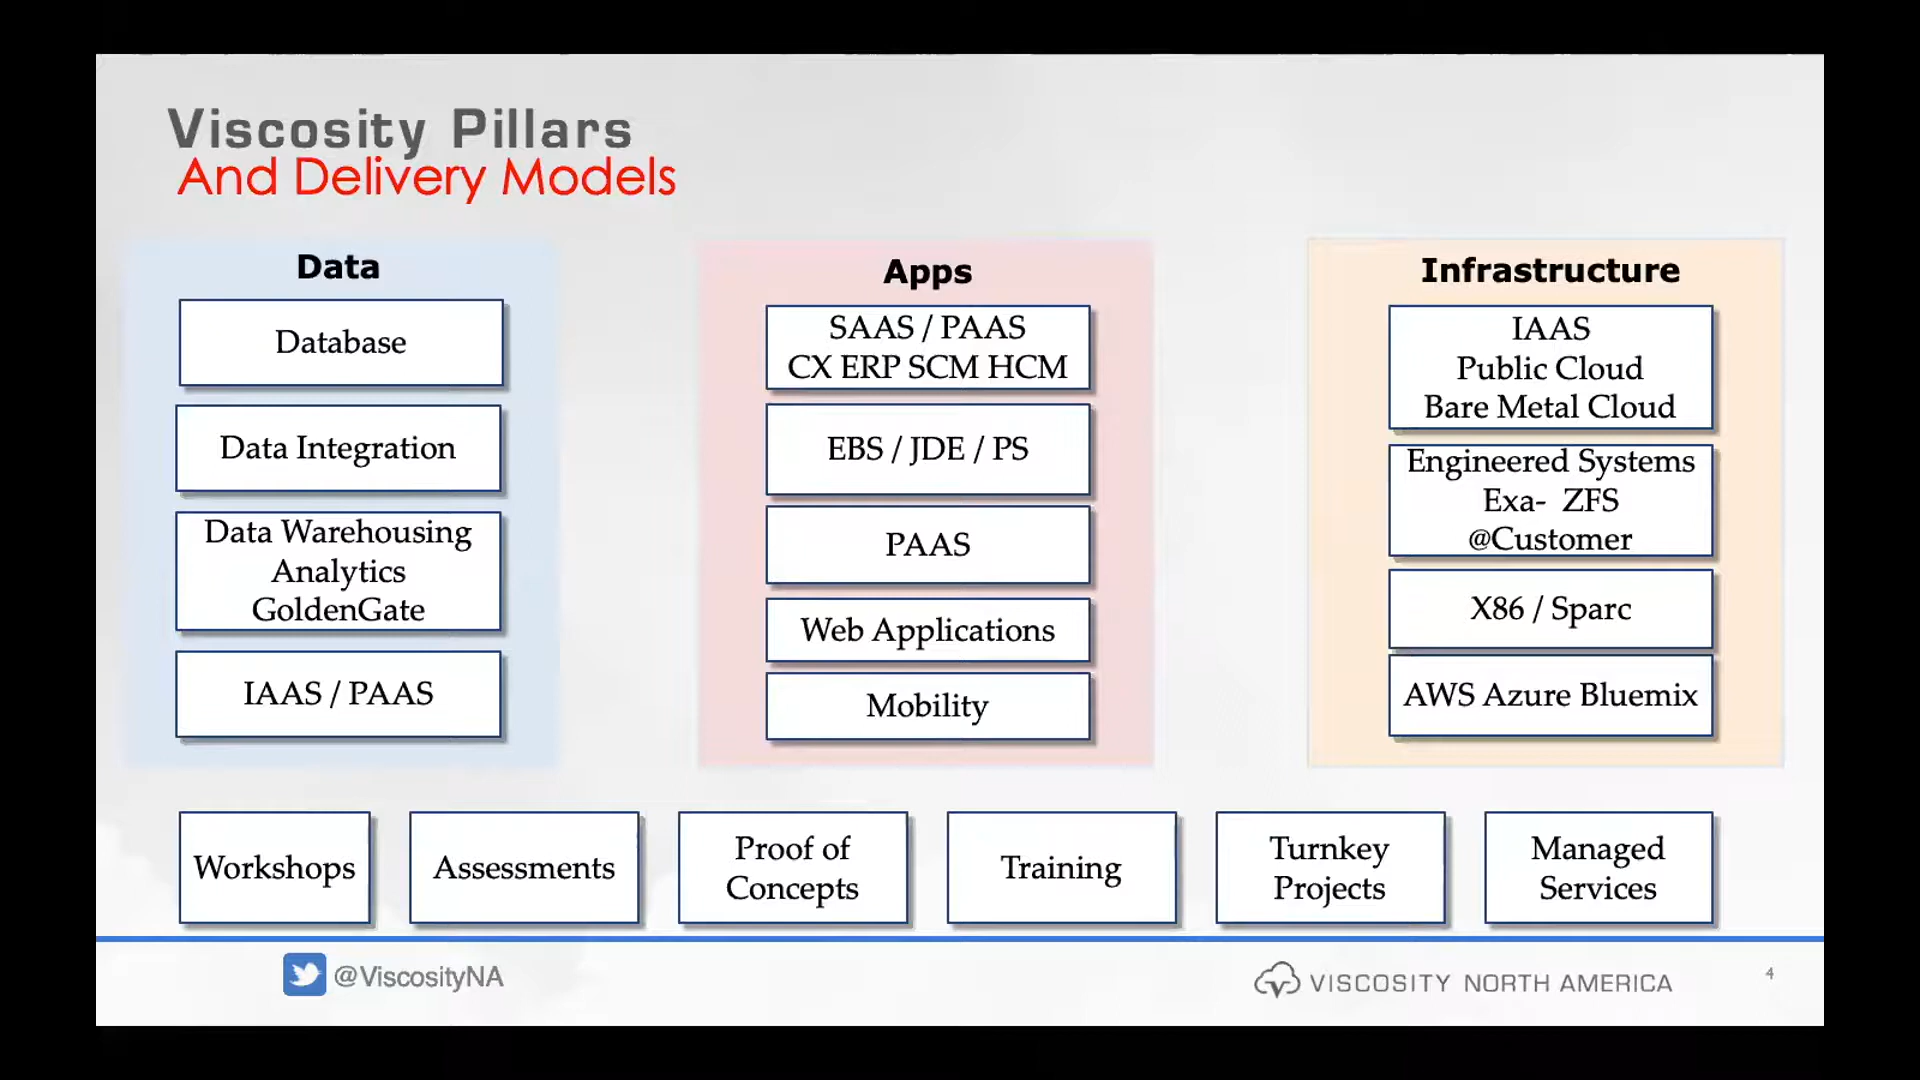 Viscosity Pillars
And Delivery Models
Data
Database
Data Integration
Data Warehousing
Analytics
GoldenGate
IAAS / PAAS
Apps
SAAS / PAAS
CX ERP SCM HCM
EBS / JDE / PS
PAAS
Web Applications
Mobility
Infrastructure
IAAS
Public Cloud
Bare Metal Cloud
Engineered Systems
Exa-  ZFS
@Customer
X86 / Sparc
AWS Azure Bluemix
Workshops
Assessments
Proof of
Concepts
Training
Turnkey
Projects
Managed
Services
@ViscosityNA
VISCOSITY NORTH AMERICA
4